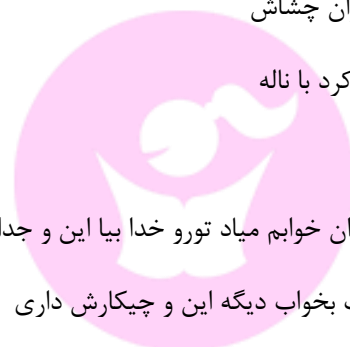 ان چشاش
کرد با ناله
ان خوابم میاد تورو خدا بیا این و جدا
بخواب دیگه این و چیکارش داری